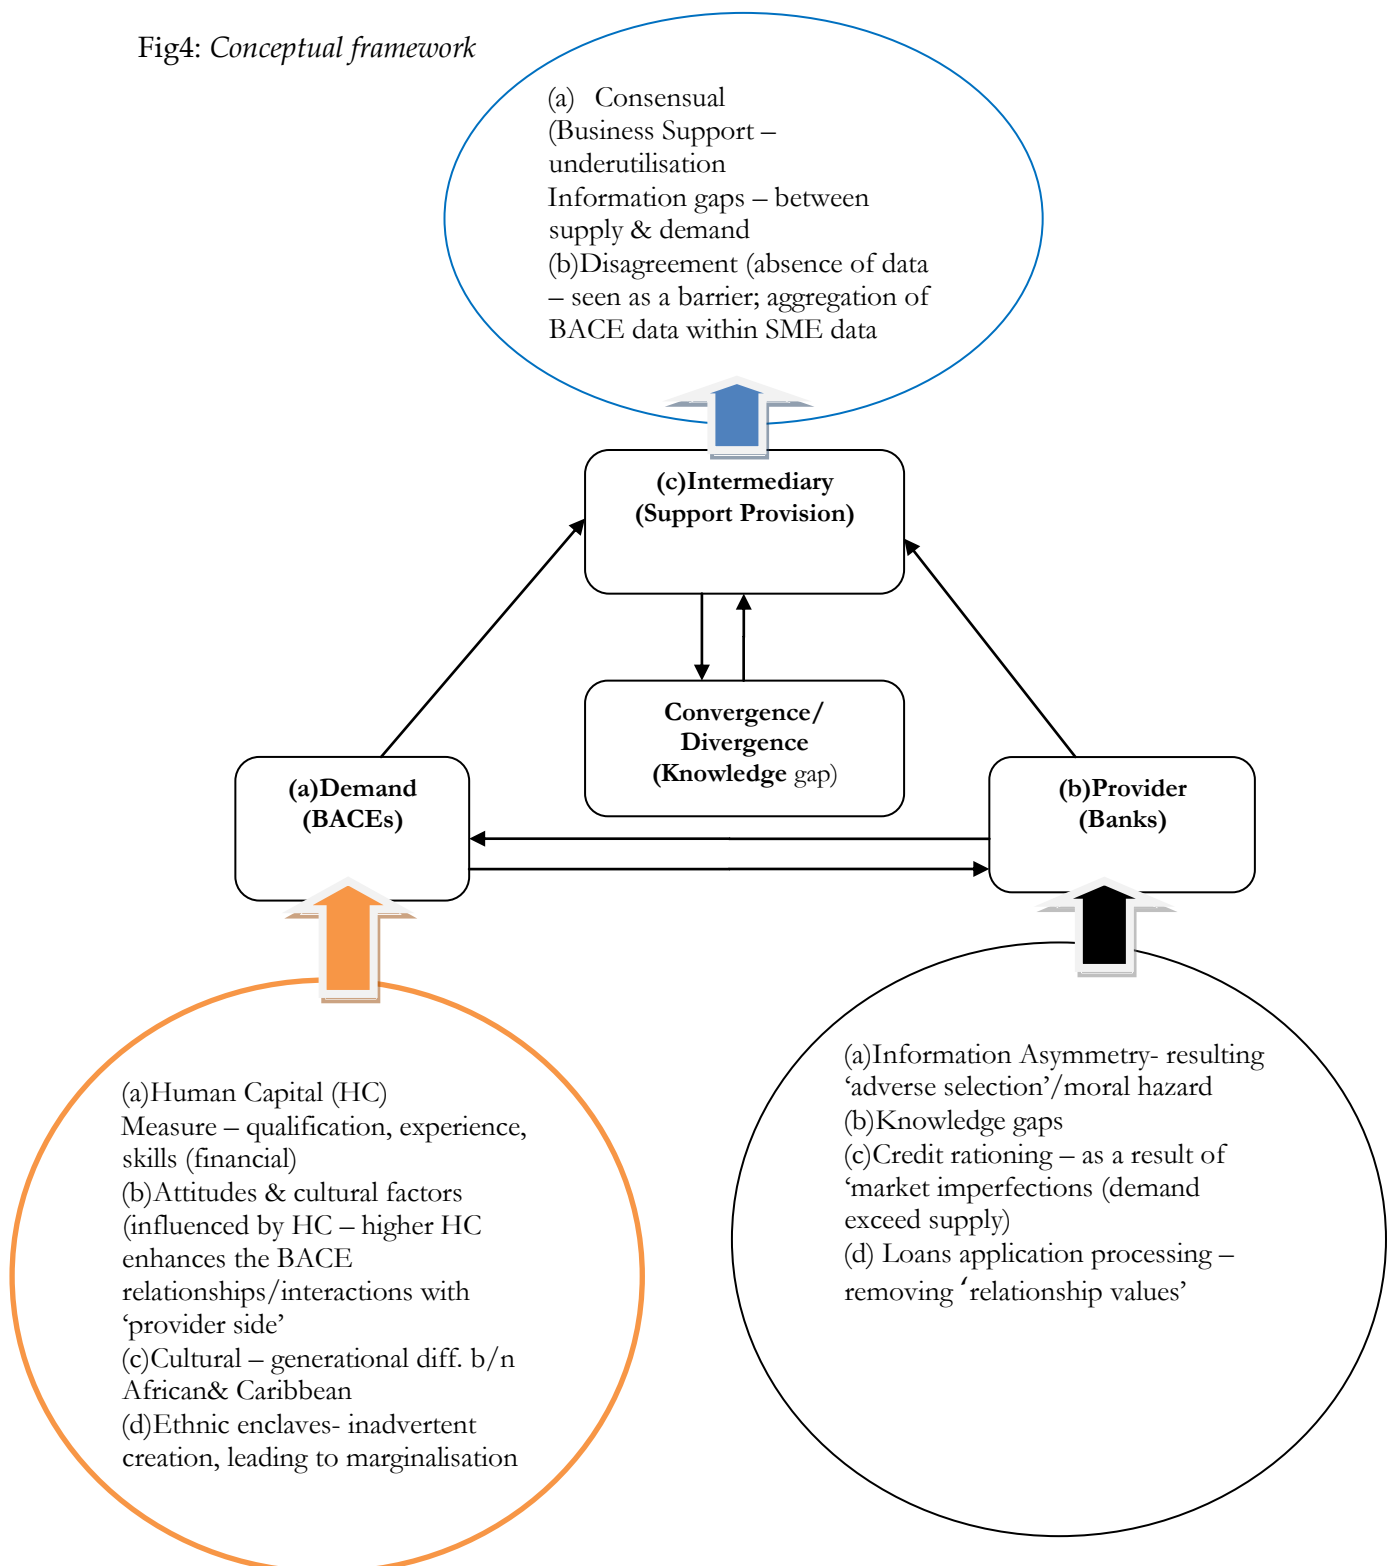 Fig4: Conceptual framework
(a) Consensual
(Business Support –
underutilisation
Information gaps – between
supply & demand
(b)Disagreement (absence of data
– seen as a barrier; aggregation of
BACE data within SME data
(c)Intermediary
(Support Provision)
Convergence/
Divergence
(Knowledge gap)
(a)Demand
(BACEs)
(b)Provider
(Banks)
(a)Human Capital (HC)
Measure – qualification, experience,
skills (financial)
(b)Attitudes & cultural factors
(influenced by HC – higher HC
enhances the BACE
relationships/interactions with
‘provider side’
(c)Cultural – generational diff. b/n
African& Caribbean
(d)Ethnic enclaves- inadvertent
creation, leading to marginalisation
(a)Information Asymmetry- resulting
‘adverse selection’/moral hazard
(b)Knowledge gaps
(c)Credit rationing – as a result of
‘market imperfections (demand
exceed supply)
(d) Loans application processing –
removing ‘relationship values’